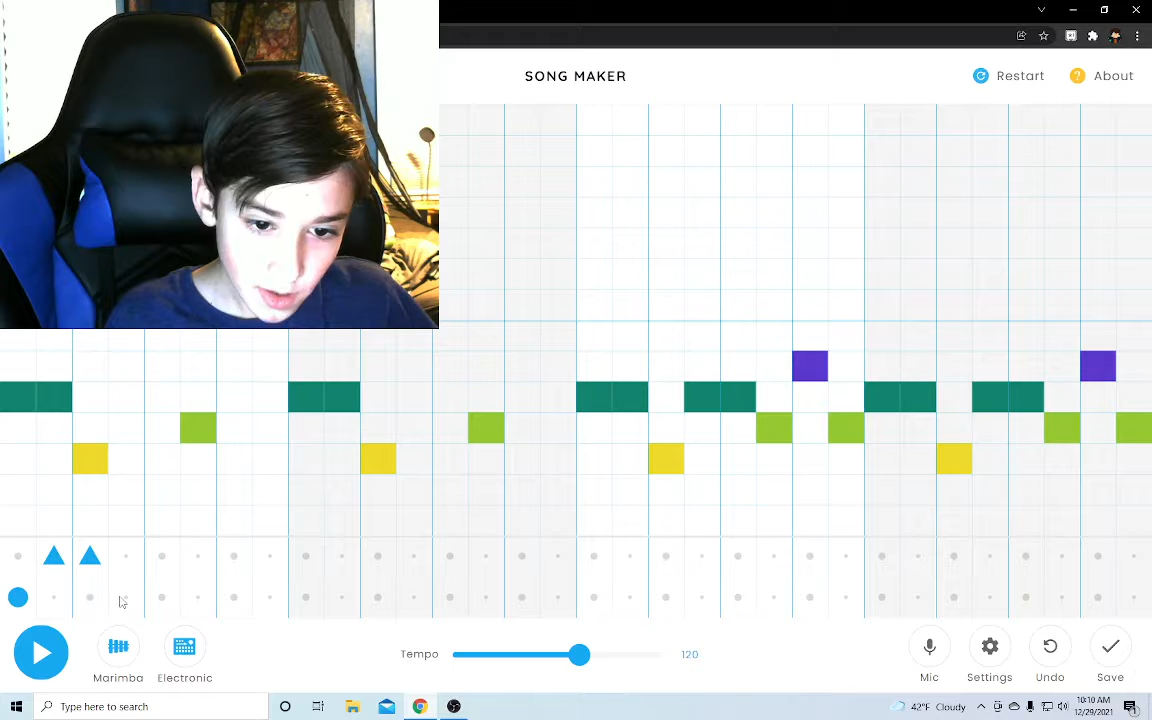 SONG MAKER
Restart
About
Marimba
Electronic
Tempo
120
Mic
Settings
Undo
Save
Type here to search
42°F Cloudy
10:10 AM
12/29/2021